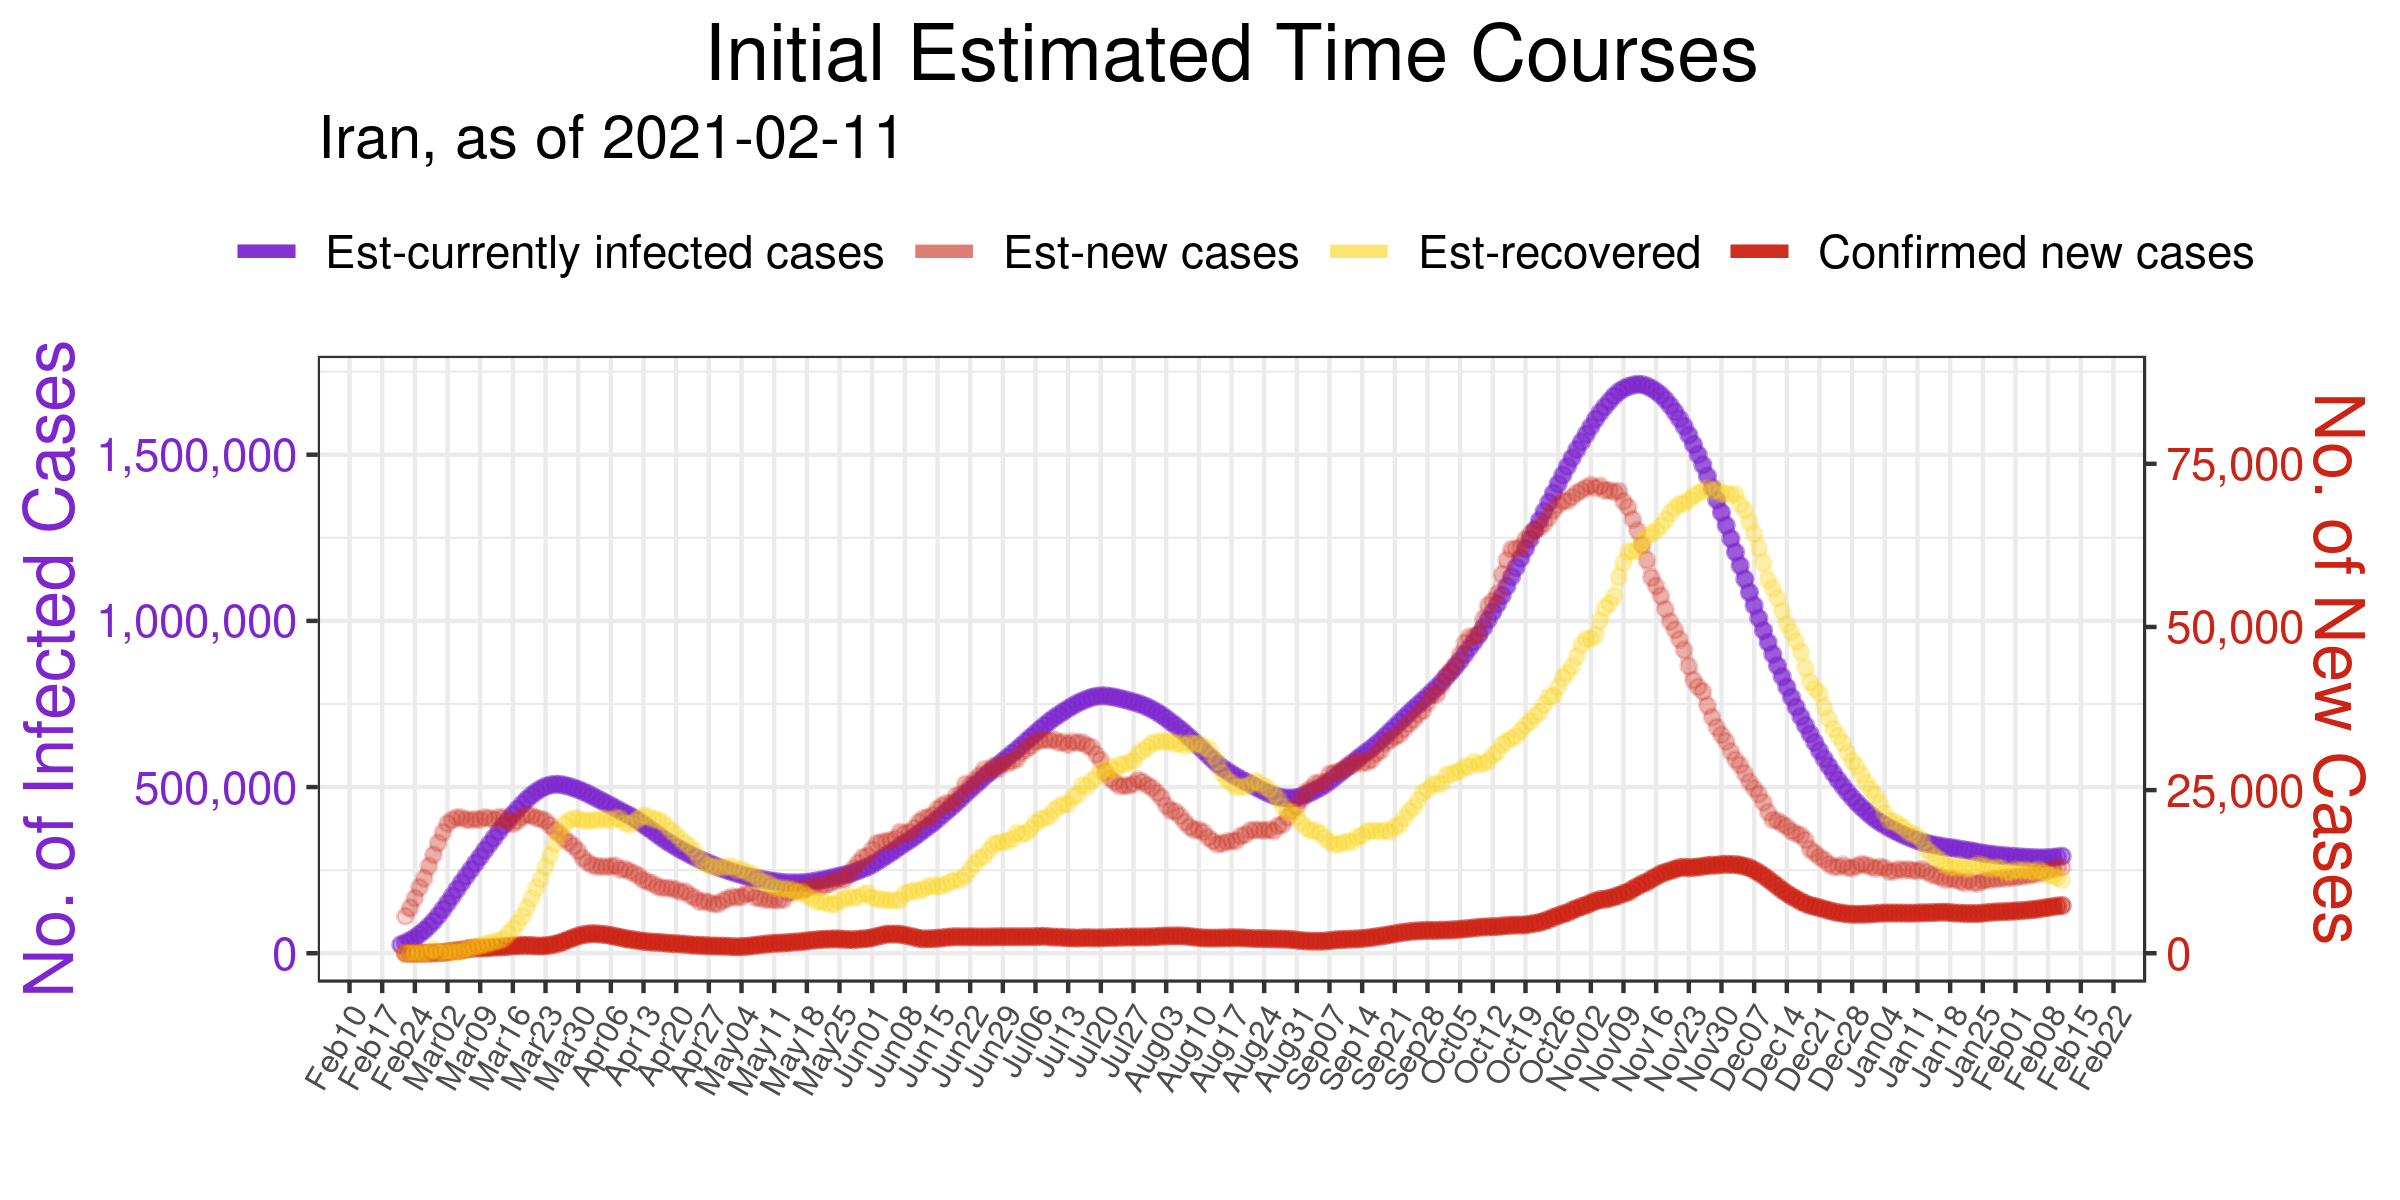 Initial Estimated Time Courses
Iran, as of 2021-02-11
Est-currently infected cases Est-new cases Est-recovered Confirmed new cases
No. of Infected Cases
1,500,000
1,000,000
500,000
0
75,000
50,000
25,000
0
No. of New Cases
Feb10 Feb17 Feb24 Mar02 Mar09 Mar16 Mar23 Mar30 Apr06 Apr13 Apr20 Apr27 May04 May11 May18 May25 Jun01 Jun08 Jun15 Jun22 Jun29 Jul06 Jul13 Jul20 Jul27 Aug03 Aug10 Aug17 Aug24 Aug31 Sep07 Sep14 Sep21 Sep28 Oct05 Oct12 Oct19 Oct26 Nov02 Nov09 Nov16 Nov23 Nov30 Dec07 Dec14 Dec21 Dec28 Jan04 Jan11 Jan18 Jan25 Feb01 Feb08 Feb15 Feb22